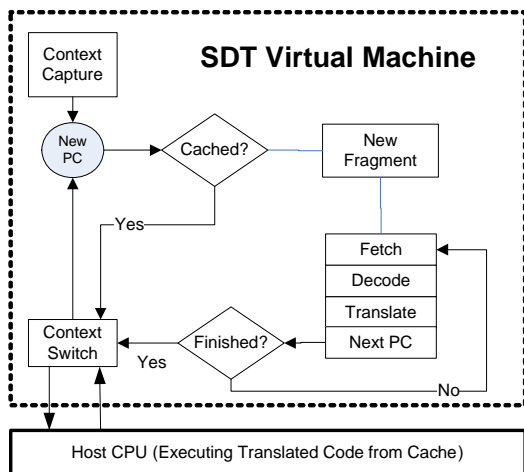 SDT Virtual Machine
Context
Capture
New
PC
Cached?
New
Fragment
Yes
Fetch
Decode
Translate
Next PC
Context
Switch
Finished?
Yes
No
Host CPU (Executing Translated Code from Cache)